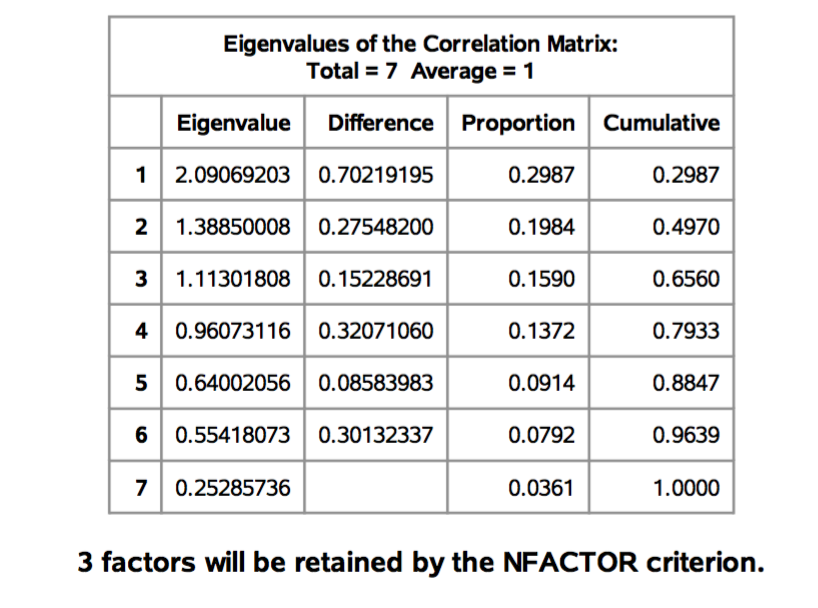 Eigenvalues of the Correlation Matrix:
Total = 7 Average = 1
Eigenvalue Difference Proportion Cumulative
1 2.09069203 0.70219195 0.2987 0.2987
2 1.38850008 0.27548200 0.1984 0.4970
3 1.11301808 0.15228691 0.1590 0.6560
4 0.96073116 0.32071060 0.1372 0.7933
5 0.64002056 0.08583983 0.0914 0.8847
6 0.55418073 0.30132337 0.0792 0.9639
7 0.25285736 0.0361 1.0000
3 factors will be retained by the NFACTOR criterion.